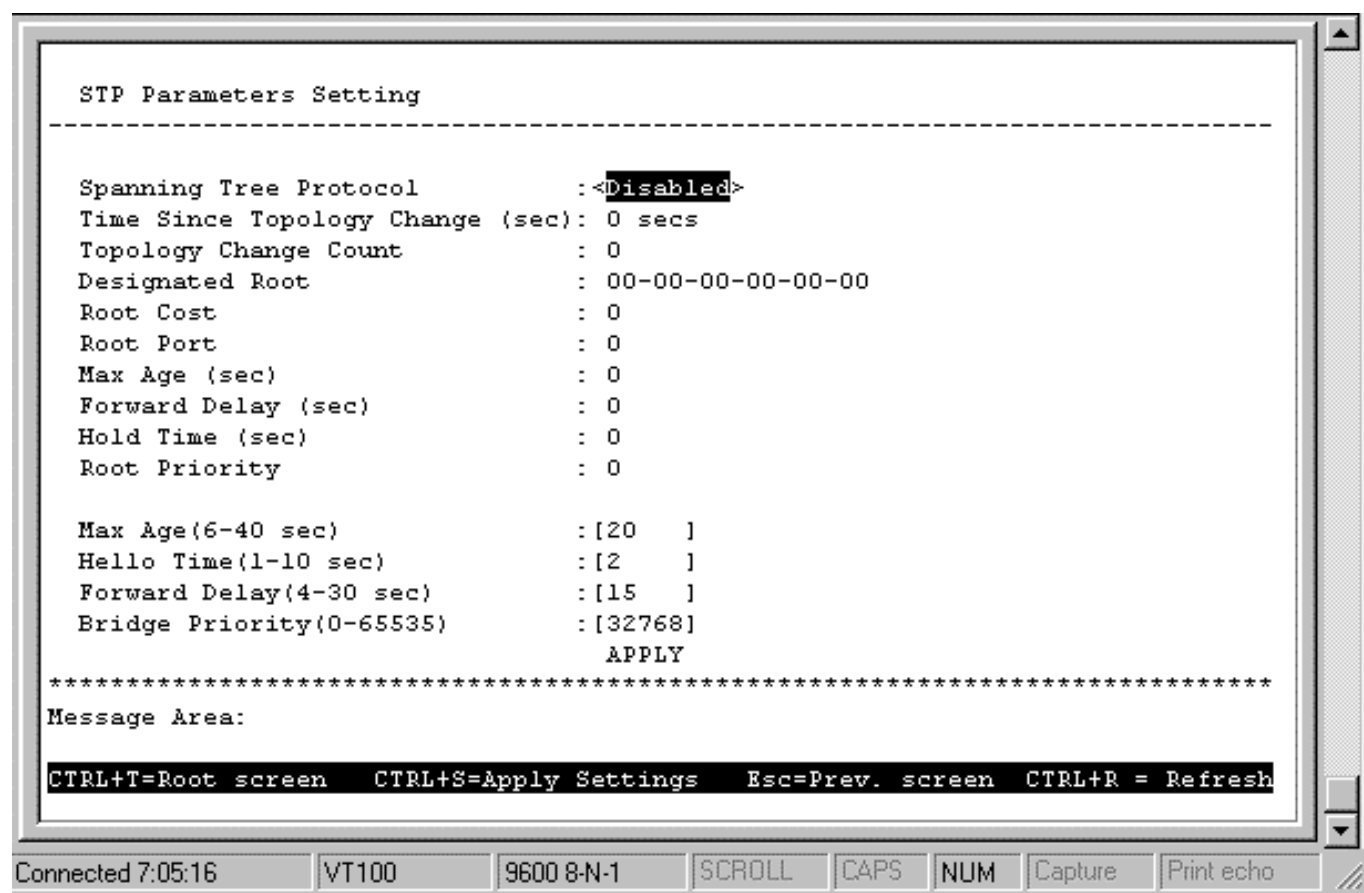 STP Parameters Setting
-------------------------------------------------------------------------------
Spanning Tree Protocol :<Disabled>
Time Since Topology Change (sec): 0 secs
Topology Change Count : 0
Designated Root : 00-00-00-00-00-00
Root Cost : 0
Root Port : 0
Max Age (sec) : 0
Forward Delay (sec) : 0
Hold Time (sec) : 0
Root Priority : 0
Max Age(6-40 sec) :[20 ]
Hello Time(1-10 sec) :[2 ]
Forward Delay(4-30 sec) :[15 ]
Bridge Priority(0-65535) :[32768]
APPLY
*******************************************************************************
Message Area:
CTRL+T=Root screen CTRL+S=Apply Settings Esc=Prev. screen CTRL+R = Refresh
Connected 7:05:16 VT100 9600 8-N-1 SCROLL CAPS NUM Capture Print echo